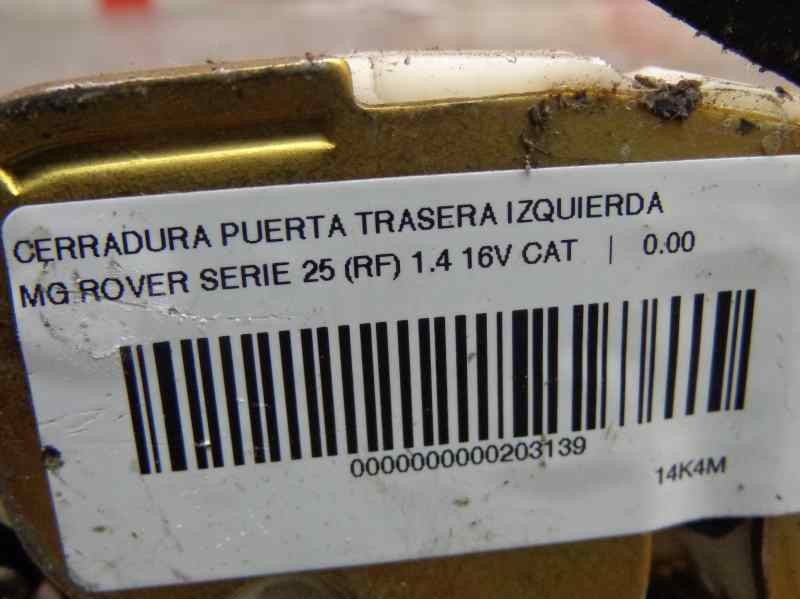 CERRADURA PUERTA TRASERA IZQUIERDA
MG ROVER SERIE 25 (RF) 1.4 16V CAT | 0.00
0000000000203139
14K4M